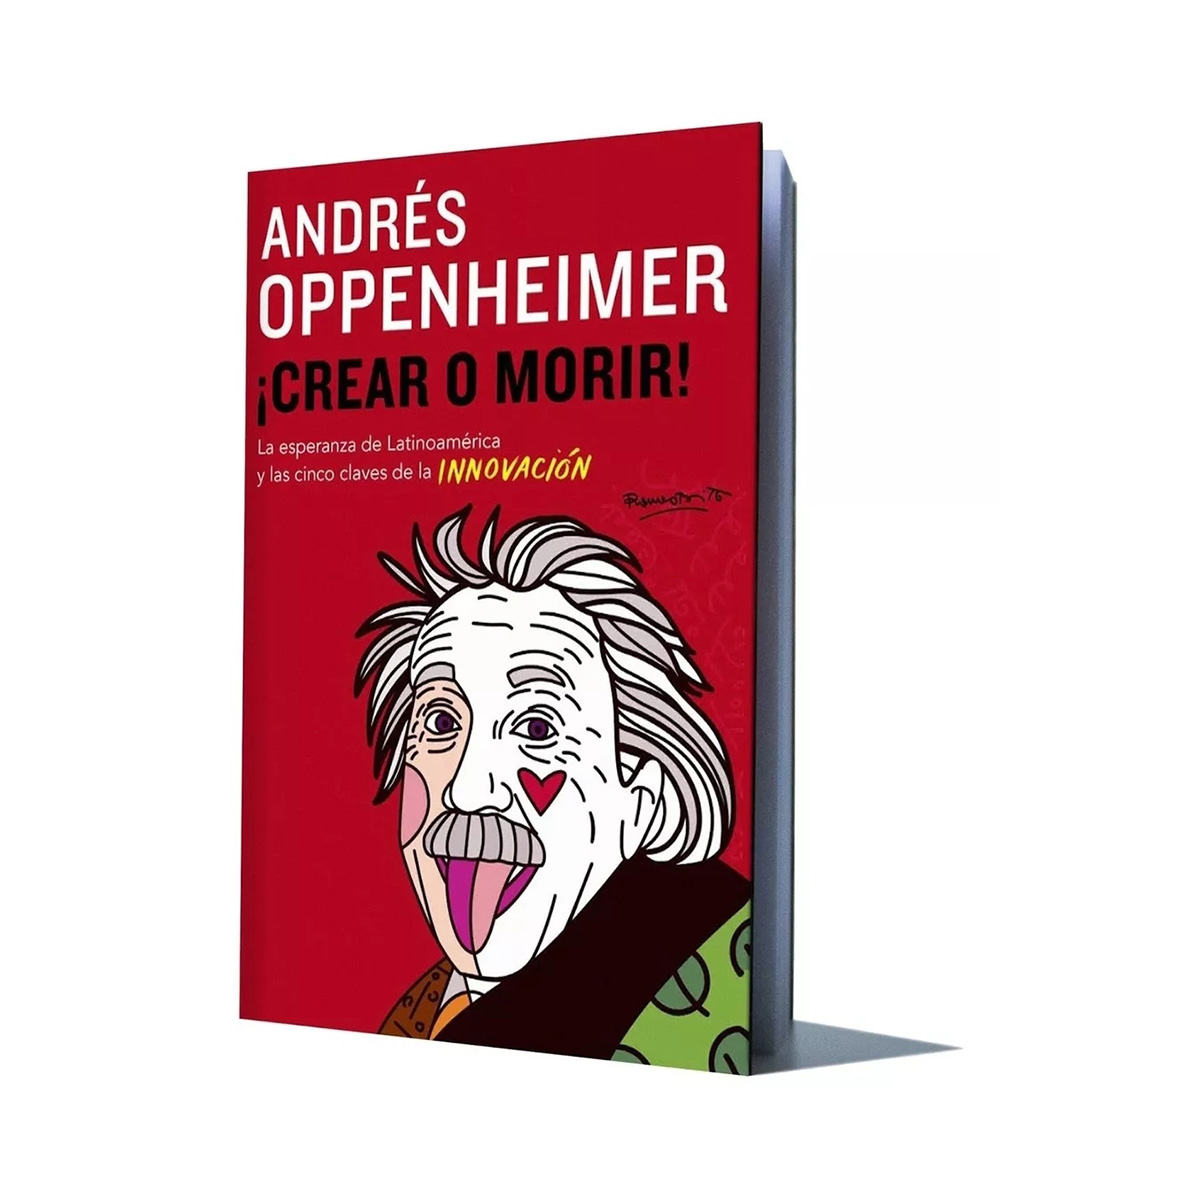 ANDRÉS
OPPENHEIMER
¡CREAR O MORIR!
La esperanza de Latinoamérica
y las cinco claves de la INNOVACIÓN